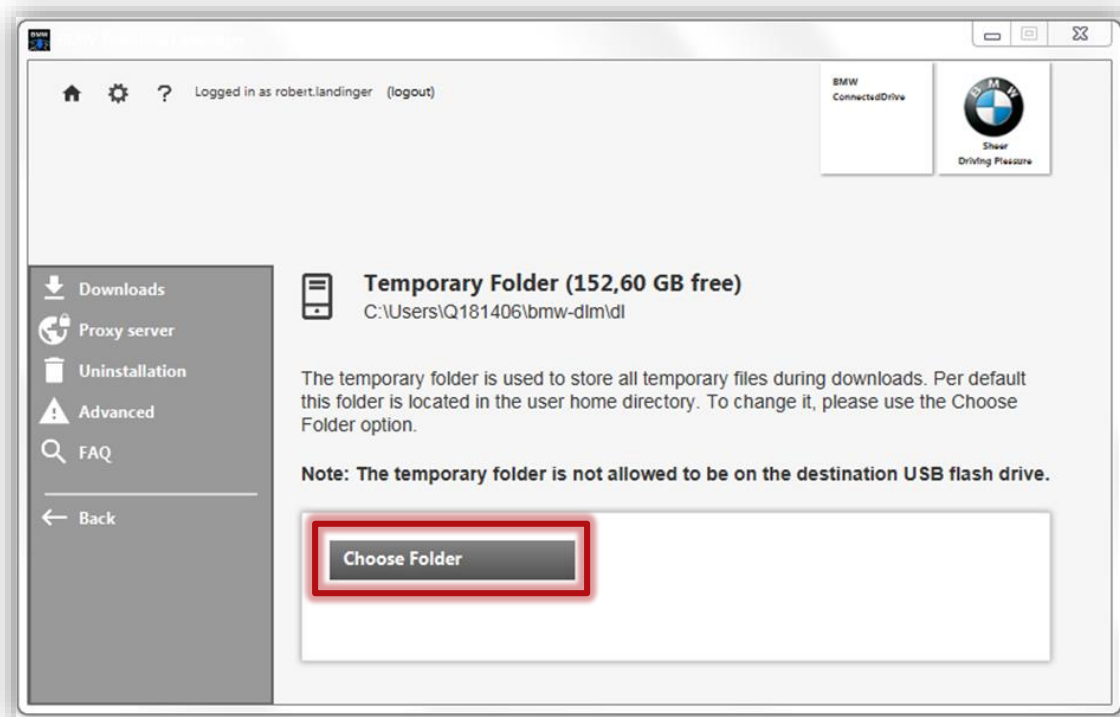 BMW
Logged in as robert.landinger (logout)
BMW
ConnectedDrive
BMW
Sheer
Driving Pleasure
Downloads
Proxy server
Uninstallation
Advanced
FAQ
Back
Temporary Folder (152,60 GB free)
C:\Users\Q181406\bmw-dlm\dl
The temporary folder is used to store all temporary files during downloads. Per default
this folder is located in the user home directory. To change it, please use the Choose
Folder option.
Note: The temporary folder is not allowed to be on the destination USB flash drive.
Choose Folder